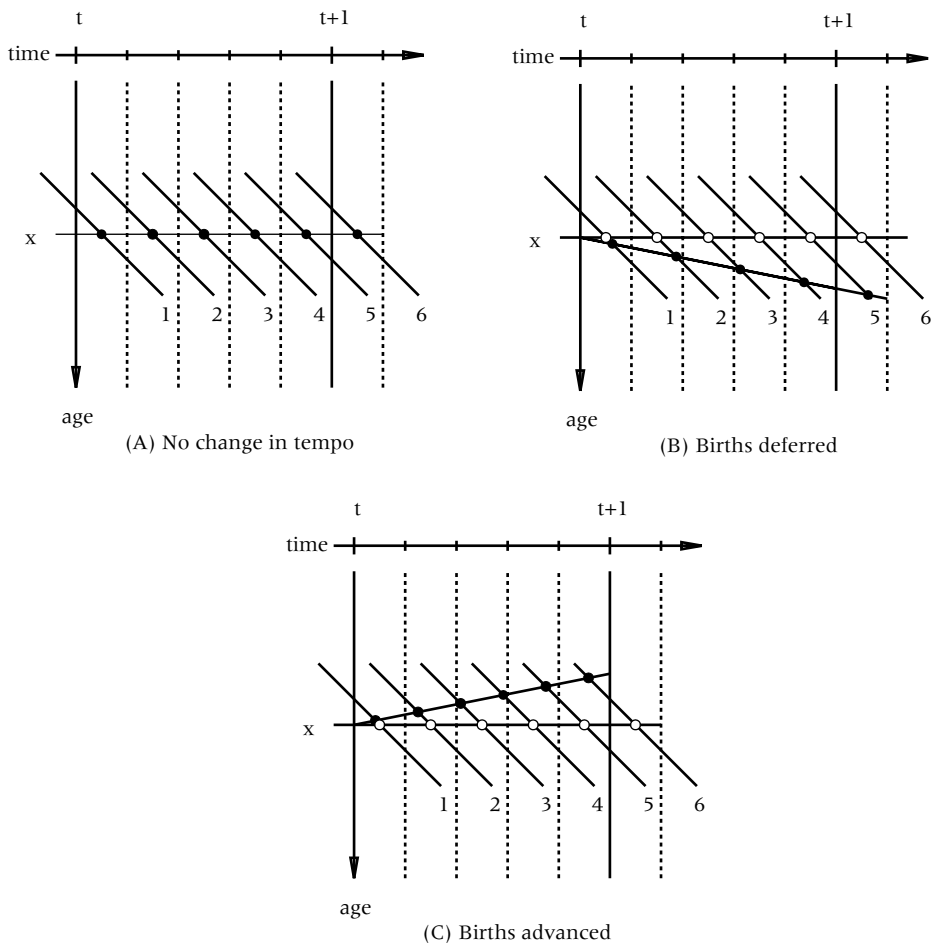 t t+1
time
x
1 2 3 4 5 6
age
(A) No change in tempo
t t+1
time
x
1 2 3 4 5 6
age
(B) Births deferred
t t+1
time
x
1 2 3 4 5 6
age
(C) Births advanced